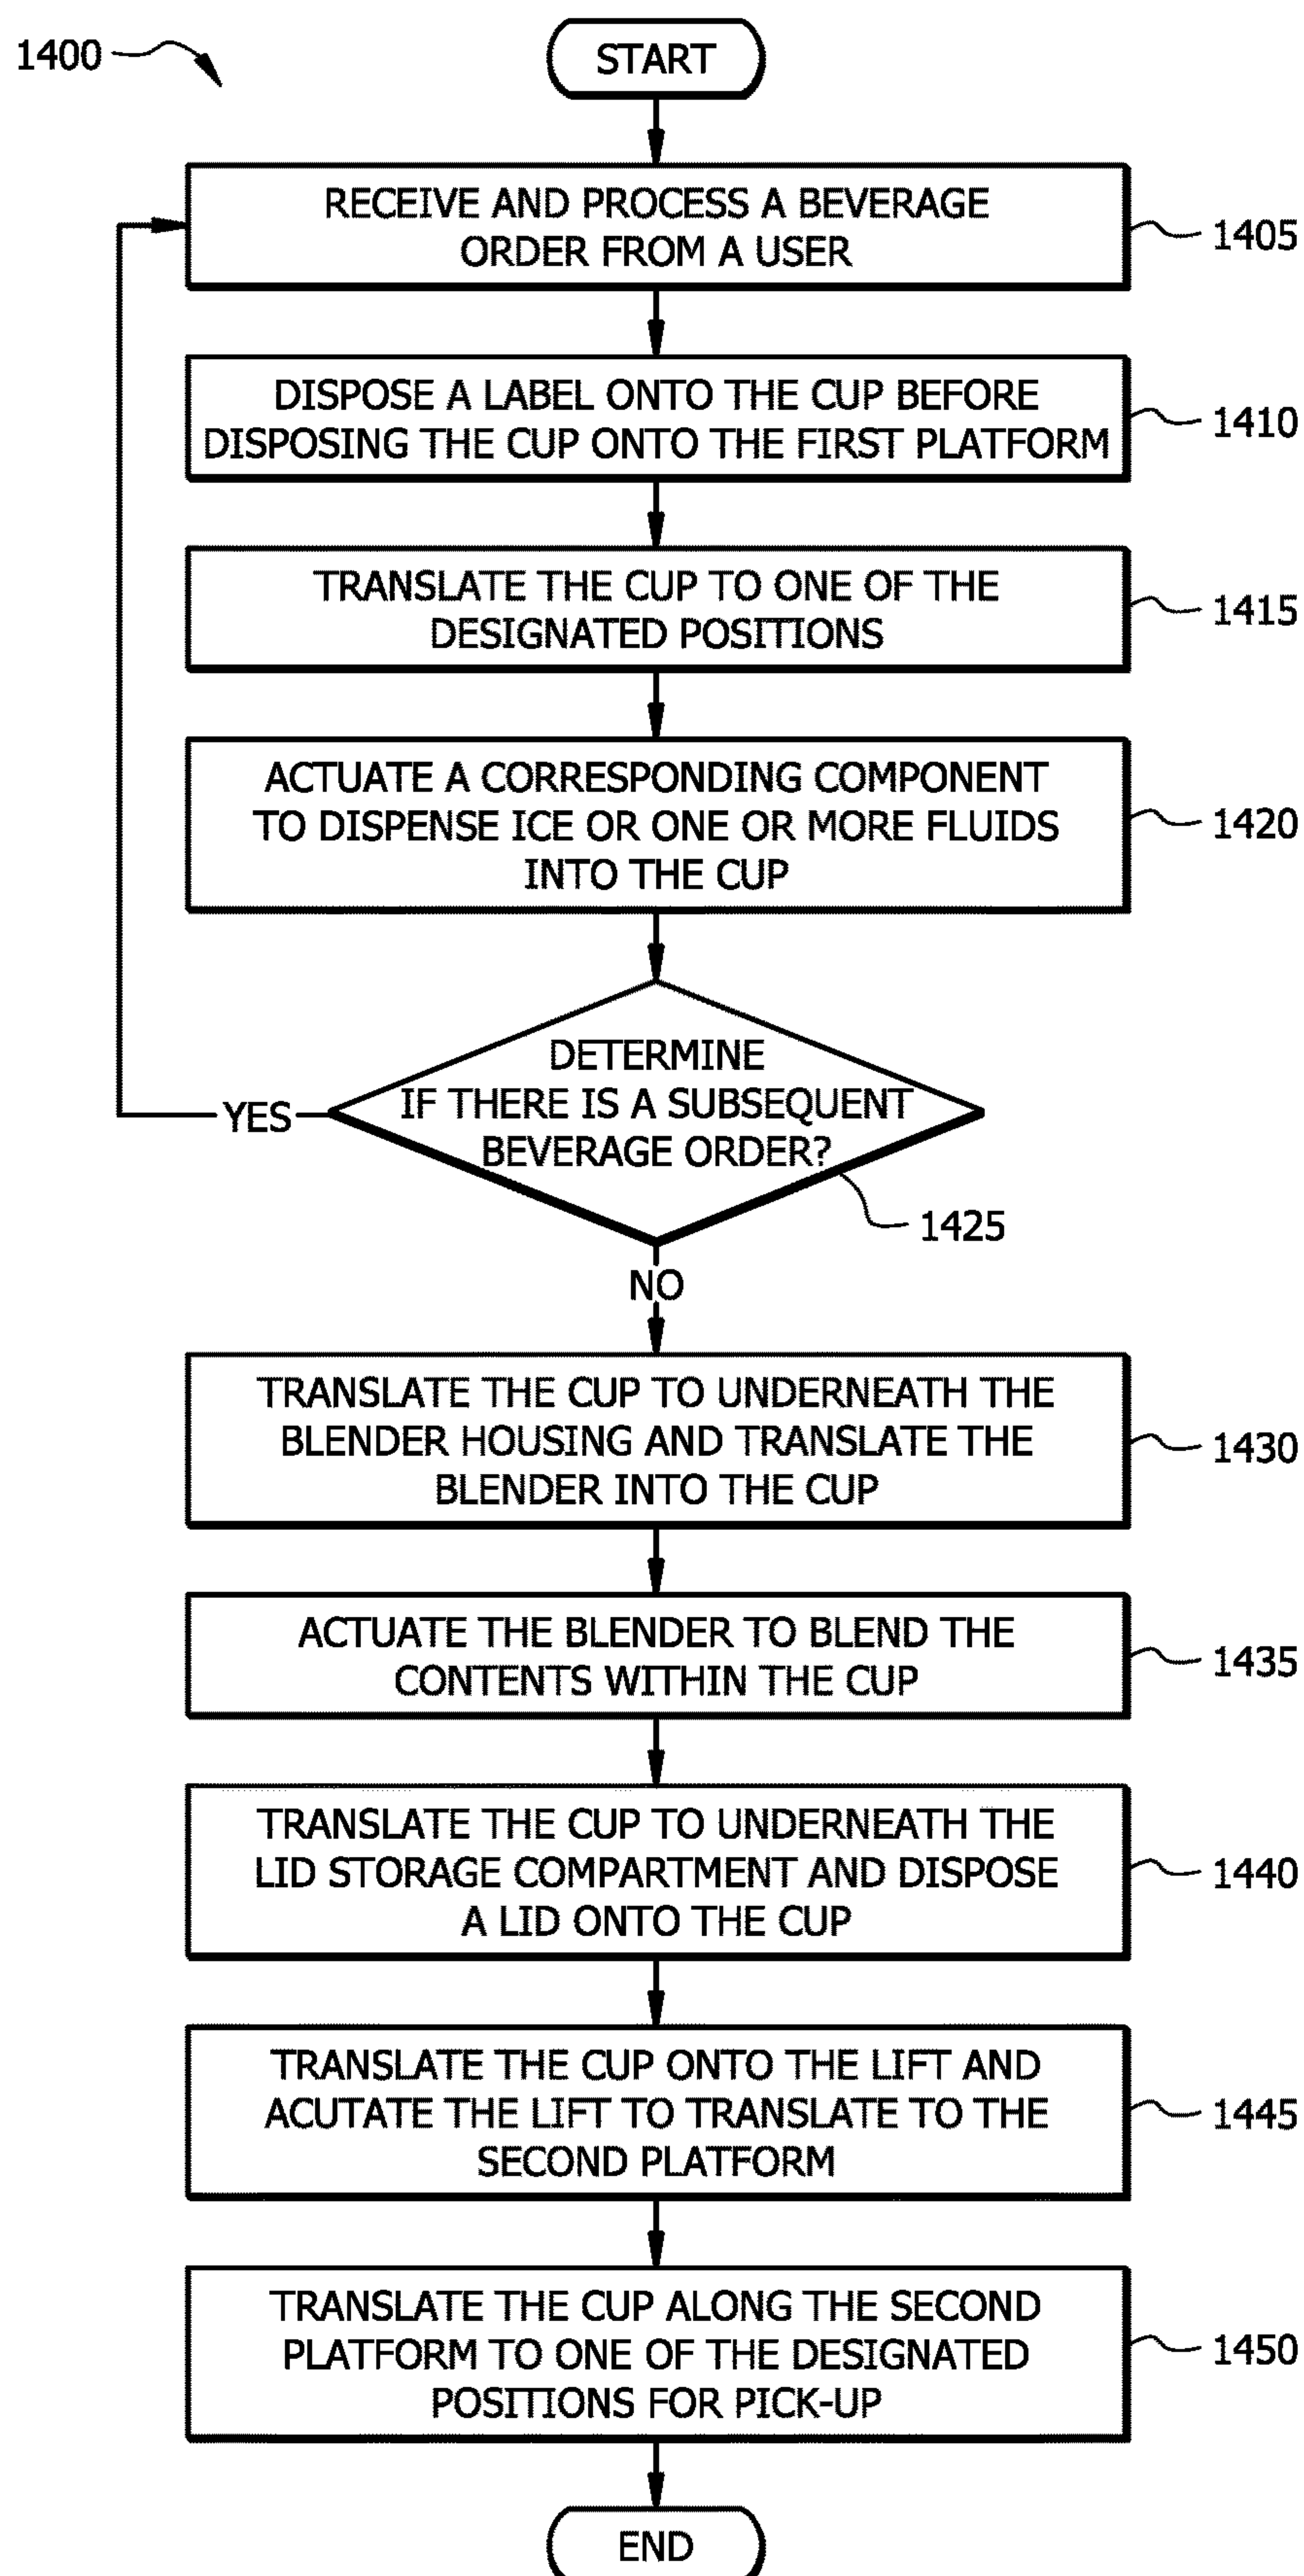 1400
START
RECEIVE AND PROCESS A BEVERAGE
ORDER FROM A USER
1405
DISPOSE A LABEL ONTO THE CUP BEFORE
DISPOSING THE CUP ONTO THE FIRST PLATFORM
1410
TRANSLATE THE CUP TO ONE OF THE
DESIGNATED POSITIONS
1415
ACTUATE A CORRESPONDING COMPONENT
TO DISPENSE ICE OR ONE OR MORE FLUIDS
INTO THE CUP
1420
DETERMINE
IF THERE IS A SUBSEQUENT
BEVERAGE ORDER?
YES
1425
NO
TRANSLATE THE CUP TO UNDERNEATH THE
BLENDER HOUSING AND TRANSLATE THE
BLENDER INTO THE CUP
1430
ACTUATE THE BLENDER TO BLEND THE
CONTENTS WITHIN THE CUP
1435
TRANSLATE THE CUP TO UNDERNEATH THE
LID STORAGE COMPARTMENT AND DISPOSE
A LID ONTO THE CUP
1440
TRANSLATE THE CUP ONTO THE LIFT AND
ACUTATE THE LIFT TO TRANSLATE TO THE
SECOND PLATFORM
1445
TRANSLATE THE CUP ALONG THE SECOND
PLATFORM TO ONE OF THE DESIGNATED
POSITIONS FOR PICK-UP
1450
END